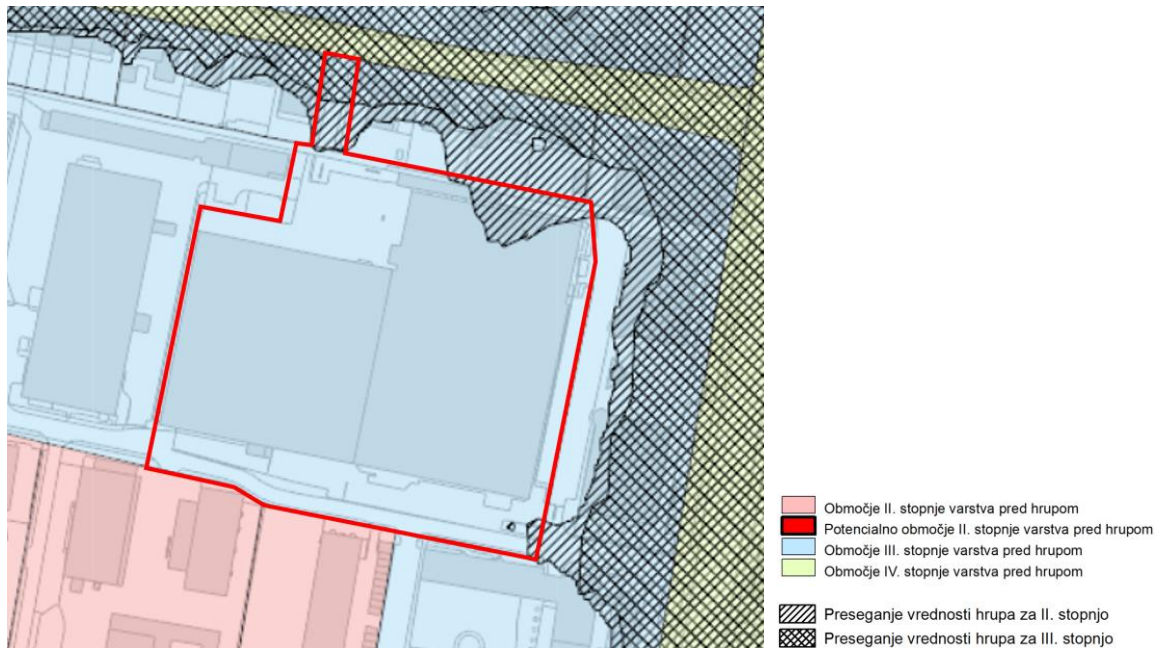 Območje II. stopnje varstva pred hrupom
Potencialno območje II. stopnje varstva pred hrupom
Območje III. stopnje varstva pred hrupom
Območje IV. stopnje varstva pred hrupom
Preseganje vrednosti hrupa za II. stopnjo
Preseganje vrednosti hrupa za III. stopnjo